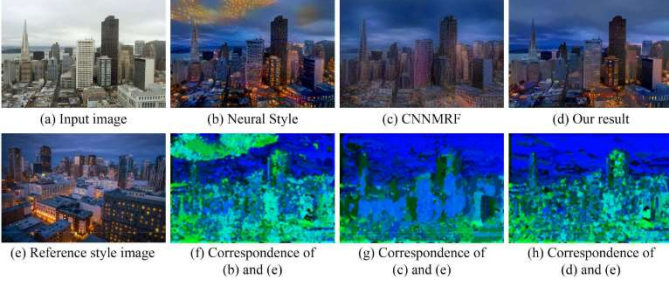 (a) Input image
(b) Neural Style
(c) CNNMRF
(d) Our result
(e) Reference style image
(f) Correspondence of
(b) and (e)
(g) Correspondence of
(c) and (e)
(h) Correspondence of
(d) and (e)